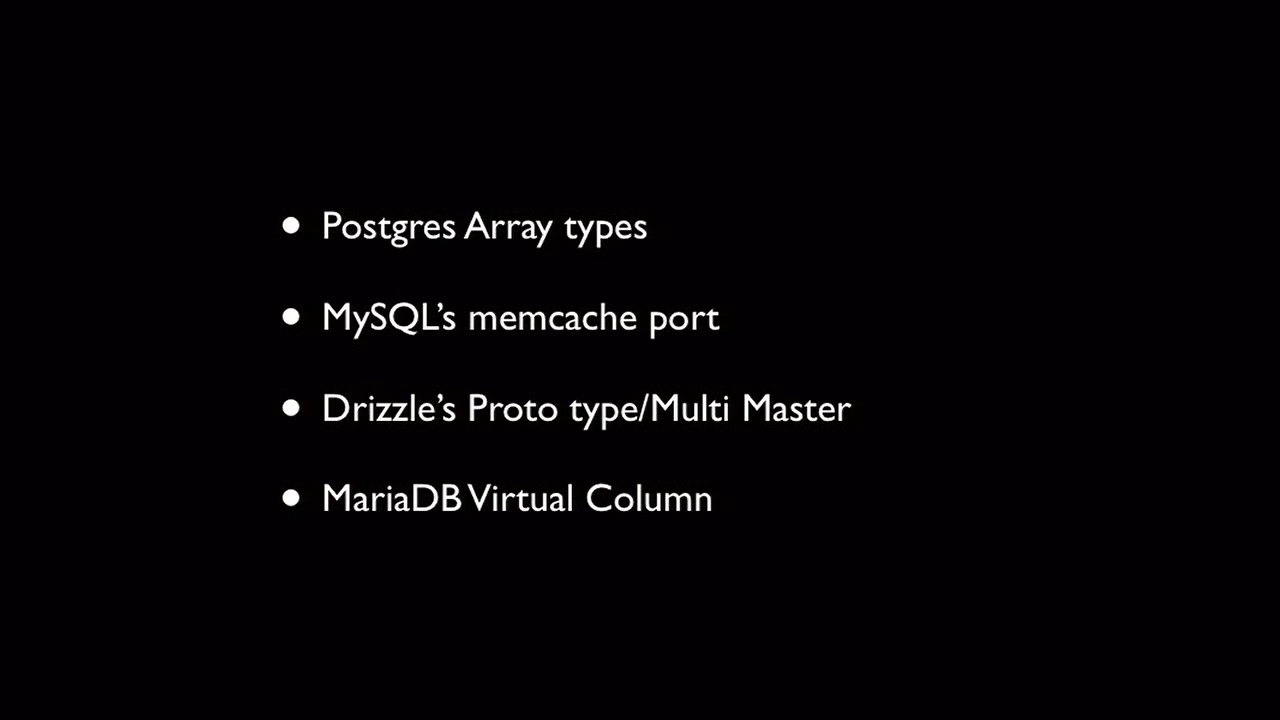 • Postgres Array types
• MySQL’s memcache port
• Drizzle’s Proto type/Multi Master
• MariaDB Virtual Column